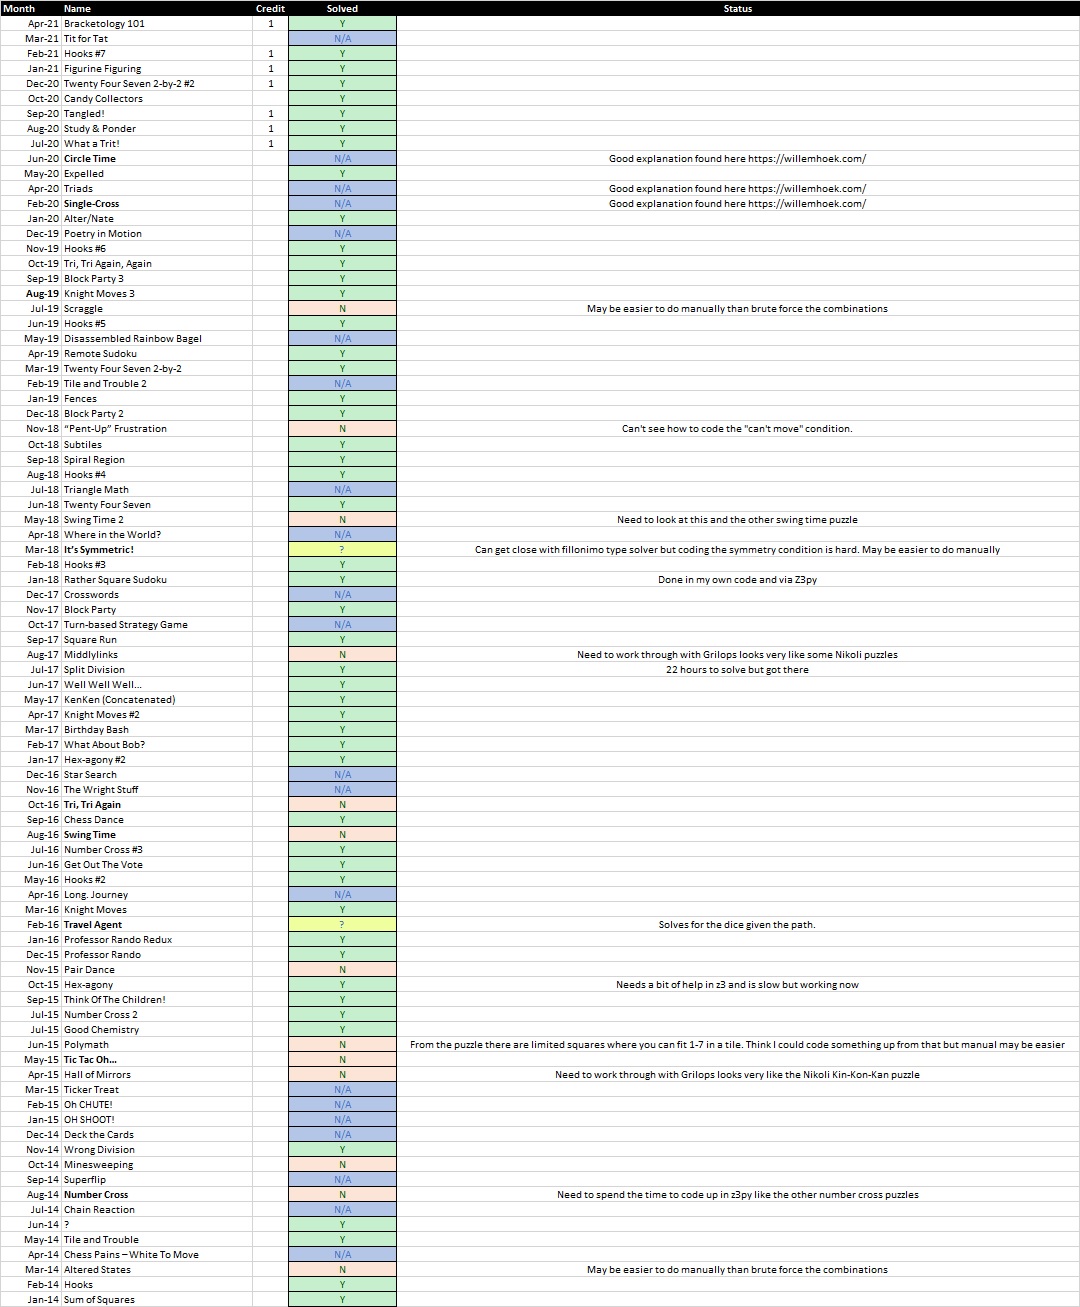 Month Name Credit Solved Status
Apr-21 Bracketology 101 1 Y
Mar-21 Tit for Tat N/A
Feb-21 Hooks #7 1 Y
Jan-21 Figurine Figuring 1 Y
Dec-20 Twenty Four Seven 2-by-2 #2 1 Y
Oct-20 Candy Collectors Y
Sep-20 Tangled! 1 Y
Aug-20 Study & Ponder 1 Y
Jul-20 What a Trit! 1 Y
Jun-20 Circle Time N/A Good explanation found here https://willemhoek.com/
May-20 Expelled Y
Apr-20 Triads N/A Good explanation found here https://willemhoek.com/
Feb-20 Single-Cross N/A Good explanation found here https://willemhoek.com/
Jan-20 Alter/Nate Y
Dec-19 Poetry in Motion N/A
Nov-19 Hooks #6 Y
Oct-19 Tri, Tri Again, Again Y
Sep-19 Block Party 3 Y
Aug-19 Knight Moves 3 Y
Jul-19 Scraggle N May be easier to do manually than brute force the combinations
Jun-19 Hooks #5 Y
May-19 Disassembled Rainbow Bagel N/A
Apr-19 Remote Sudoku Y
Mar-19 Twenty Four Seven 2-by-2 Y
Feb-19 Tile and Trouble 2 N/A
Jan-19 Fences Y
Dec-18 Block Party 2 Y
Nov-18 “Pent-Up” Frustration N Can't see how to code the "can't move" condition.
Oct-18 Subtiles Y
Sep-18 Spiral Region Y
Aug-18 Hooks #4 Y
Jul-18 Triangle Math N/A
Jun-18 Twenty Four Seven Y
May-18 Swing Time 2 N Need to look at this and the other swing time puzzle
Apr-18 Where in the World? N/A
Mar-18 It’s Symmetric! ? Can get close with fillonimo type solver but coding the symmetry condition is hard. May be easier to do manually
Feb-18 Hooks #3 Y
Jan-18 Rather Square Sudoku Y Done in my own code and via Z3py
Dec-17 Crosswords N/A
Nov-17 Block Party Y
Oct-17 Turn-based Strategy Game N/A
Sep-17 Square Run Y
Aug-17 Middlylinks N Need to work through with Grilops looks very like some Nikoli puzzles
Jul-17 Split Division Y 22 hours to solve but got there
Jun-17 Well Well Well... Y
May-17 KenKen (Concatenated) Y
Apr-17 Knight Moves #2 Y
Mar-17 Birthday Bash Y
Feb-17 What About Bob? Y
Jan-17 Hex-agony #2 Y
Dec-16 Star Search N/A
Nov-16 The Wright Stuff N/A
Oct-16 Tri, Tri Again N
Sep-16 Chess Dance Y
Aug-16 Swing Time N
Jul-16 Number Cross #3 Y
Jun-16 Get Out The Vote Y
May-16 Hooks #2 Y
Apr-16 Long. Journey N/A
Mar-16 Knight Moves Y
Feb-16 Travel Agent ? Solves for the dice given the path.
Jan-16 Professor Rando Redux Y
Dec-15 Professor Rando Y
Nov-15 Pair Dance N
Oct-15 Hex-agony Y Needs a bit of help in z3 and is slow but working now
Sep-15 Think Of The Children! Y
Jul-15 Number Cross 2 Y
Jul-15 Good Chemistry Y
Jun-15 Polymath N From the puzzle there are limited squares where you can fit 1-7 in a tile. Think I could code something up from that but manual may be easier
May-15 Tic Tac Oh... N
Apr-15 Hall of Mirrors N Need to work through with Grilops looks very like the Nikoli Kin-Kon-Kan puzzle
Mar-15 Ticker Treat N/A
Feb-15 Oh CHUTE! N/A
Jan-15 OH SHOOT! N/A
Dec-14 Deck the Cards N/A
Nov-14 Wrong Division Y
Oct-14 Minesweeping N
Sep-14 Superflip N/A
Aug-14 Number Cross N Need to spend the time to code up in z3py like the other number cross puzzles
Jul-14 Chain Reaction N/A
Jun-14 ? Y
May-14 Tile and Trouble Y
Apr-14 Chess Pains – White To Move N/A
Mar-14 Altered States N May be easier to do manually than brute force the combinations
Feb-14 Hooks Y
Jan-14 Sum of Squares Y